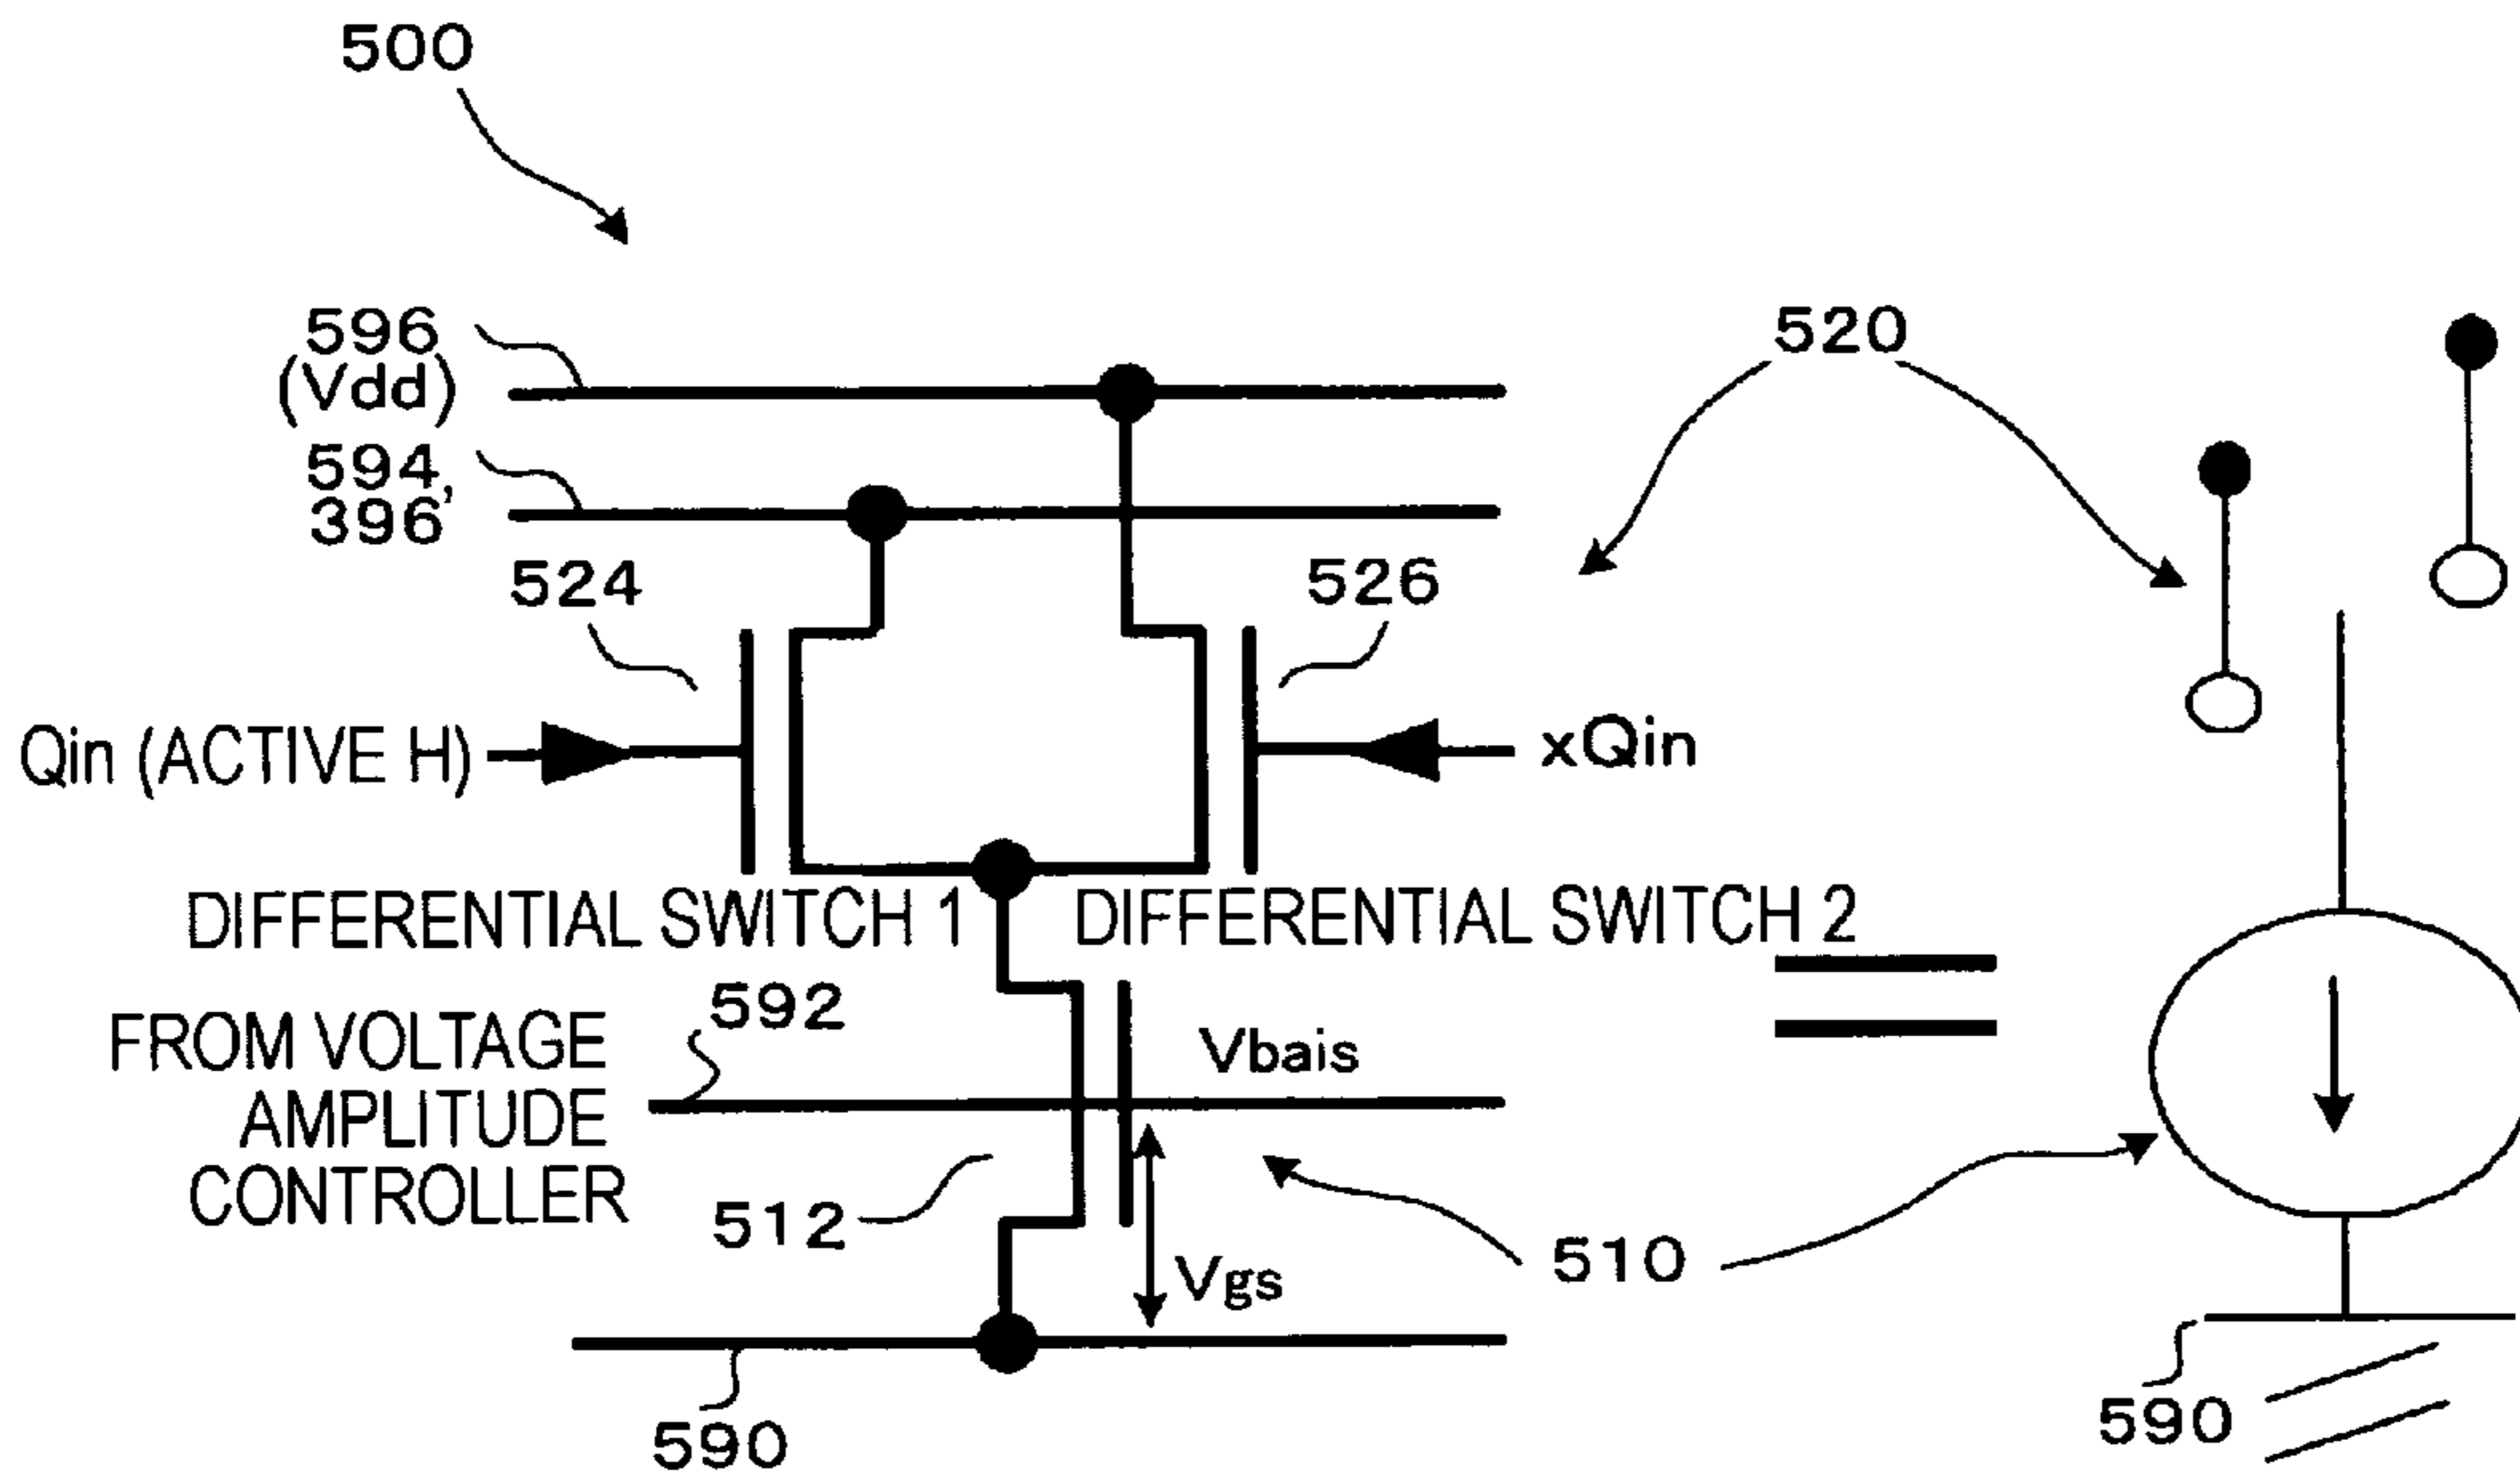 500
596
(Vdd)
594,
396
520
524
526
Qin (ACTIVE H)
xQin
DIFFERENTIAL SWITCH 1
DIFFERENTIAL SWITCH 2
592
FROM VOLTAGE
AMPLITUDE
CONTROLLER
Vbais
512
510
Vgs
590
590